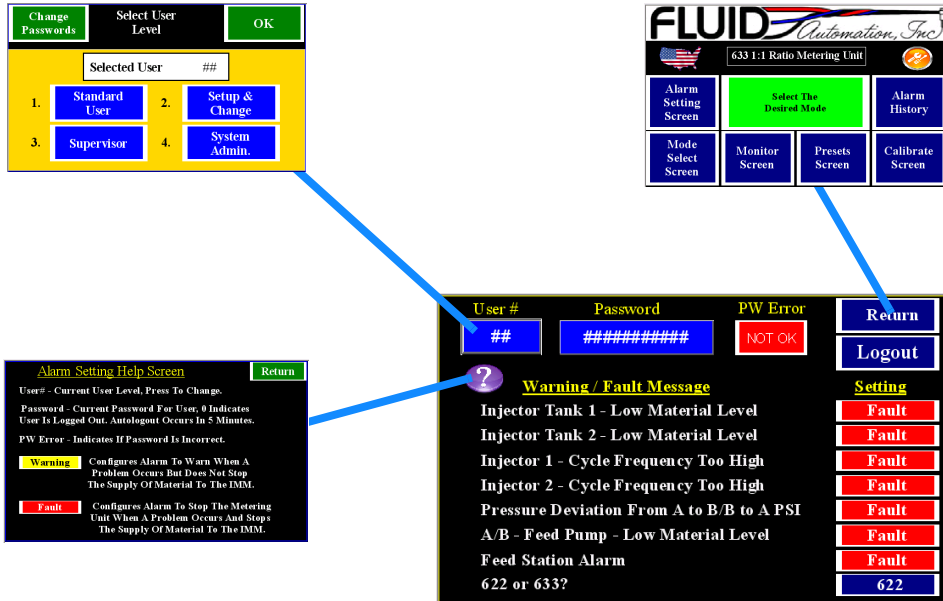 Change
Passwords
Select User
Level
OK
Selected User ##
1. Standard
User
2. Setup &
Change
3. Supervisor
4. System
Admin.
FLUID
Automation, Inc
633 1:1 Ratio Metering Unit
Alarm
Setting
Screen
Select The
Desired Mode
Alarm
History
Mode
Select
Screen
Monitor
Screen
Presets
Screen
Calibrate
Screen
Alarm Setting Help Screen
Return
User# - Current User Level, Press To Change.
Password - Current Password For User, 0 Indicates
User Is Logged Out. Autologout Occurs In 5 Minutes.
PW Error - Indicates If Password Is Incorrect.
Warning
Configures Alarm To Warn When A
Problem Occurs But Does Not Stop
The Supply Of Material To The IMM.
Fault
Configures Alarm To Stop The Metering
Unit When A Problem Occurs And Stops
The Supply Of Material To The IMM.
User # Password PW Error
## ########### NOT OK
Return
Logout
?
Warning / Fault Message Setting
Injector Tank 1 - Low Material Level Fault
Injector Tank 2 - Low Material Level Fault
Injector 1 - Cycle Frequency Too High Fault
Injector 2 - Cycle Frequency Too High Fault
Pressure Deviation From A to B/B to A PSI Fault
A/B - Feed Pump - Low Material Level Fault
Feed Station Alarm Fault
622 or 633? 622